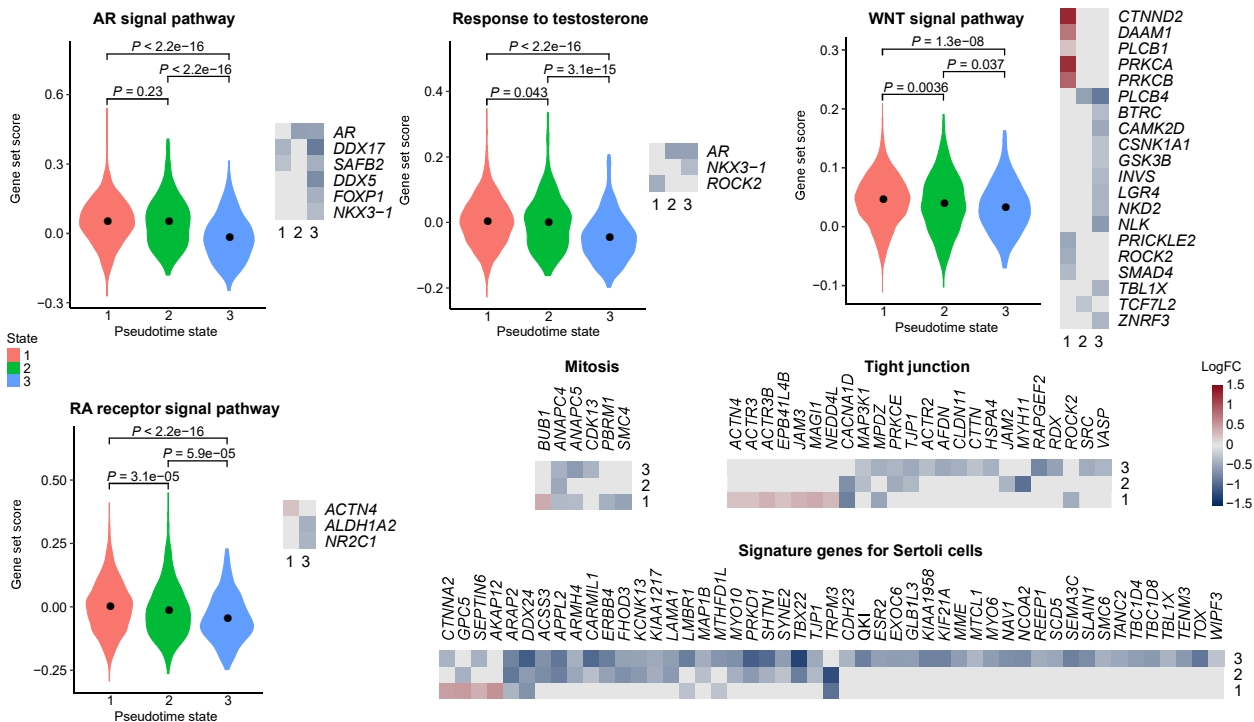 AR signal pathway
Gene set score
0.6
0.3
0.0
−0.3
P < 2.2e−16
P < 2.2e−16
P = 0.23
1 2 3
Pseudotime state
AR
DDX17
SAFB2
DDX5
FOXP1
NKX3−1
1 2 3
Response to testosterone
Gene set score
0.4
0.2
0.0
−0.2
P < 2.2e−16
P = 3.1e−15
P = 0.043
1 2 3
Pseudotime state
AR
NKX3−1
ROCK2
1 2 3
WNT signal pathway
Gene set score
0.3
0.2
0.1
0.0
−0.1
P = 1.3e−08
P = 0.037
P = 0.0036
1 2 3
Pseudotime state
CTNND2
DAAM1
PLCB1
PRKCA
PRKCB
PLCB4
BTRC
CAMK2D
CSNK1A1
GSK3B
INVS
LGR4
NKD2
NLK
PRICKLE2
ROCK2
SMAD4
TBL1X
TCF7L2
ZNRF3
1 2 3
State
1
2
3
RA receptor signal pathway
Gene set score
0.50
0.25
0.00
−0.25
P < 2.2e−16
P = 5.9e−05
P = 3.1e−05
1 2 3
Pseudotime state
ACTN4
ALDH1A2
NR2C1
1 3
Mitosis
BUB1
ANAPC4
ANAPC5
CDK13
PBRM1
SMC4
3
2
1
Tight junction
ACTN4
ACTR3
ACTR3B
EPB41L4B
JAM3
MAGI1
NEDD4L
CACNA1D
MAP3K1
MPDZ
PRKCE
TJP1
ACTR2
AFDN
CLDN11
CTTN
HSPA4
JAM2
MYH11
RAPGEF2
RDX
ROCK2
SRC
VASP
3
2
1
LogFC
1.5
1
0.5
0
−0.5
−1
−1.5
Signature genes for Sertoli cells
CTNNA2
GPC5
SEPTIN6
AKAP12
ARAP2
DDX24
ACSS3
APPL2
ARMH4
CARMIL1
ERBB4
FHOD3
KCNK13
KIAA1217
LAMA1
LMBR1
MAP1B
MTHFD1L
MYO10
PRKD1
SHTN1
SYNE2
TBX22
TJP1
TRPM3
CDH23
QKI
ESR2
EXOC6
GLB1L3
KIAA1958
KIF21A
MME
MTCL1
MYO6
NAV1
NCOA2
REEP1
SCD5
SEMA3C
SLAIN1
SMC6
TANC2
TBC1D4
TBC1D8
TBL1X
TENM3
TOX
WIPF3
3
2
1